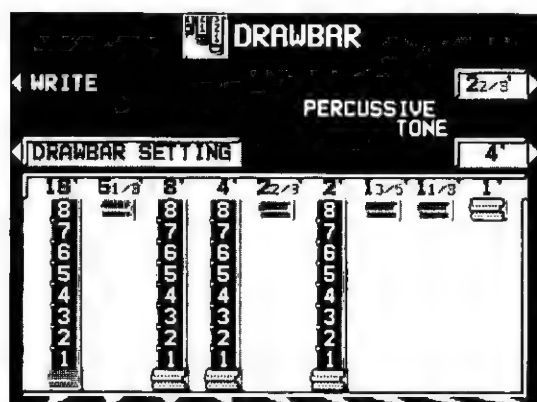 DRAWBAR
WRITE
2 2/3'
PERCUSSIVE
TONE
DRAWBAR SETTING
4'
16' 5 1/3' 8' 4' 2 2/3' 2' 1 3/5' 1 1/3' 1'
8 8 8 8
7 7 7 7
6 6 6 6
5 5 5 5
4 4 4 4
3 3 3 3
2 2 2 2
1 1 1 1